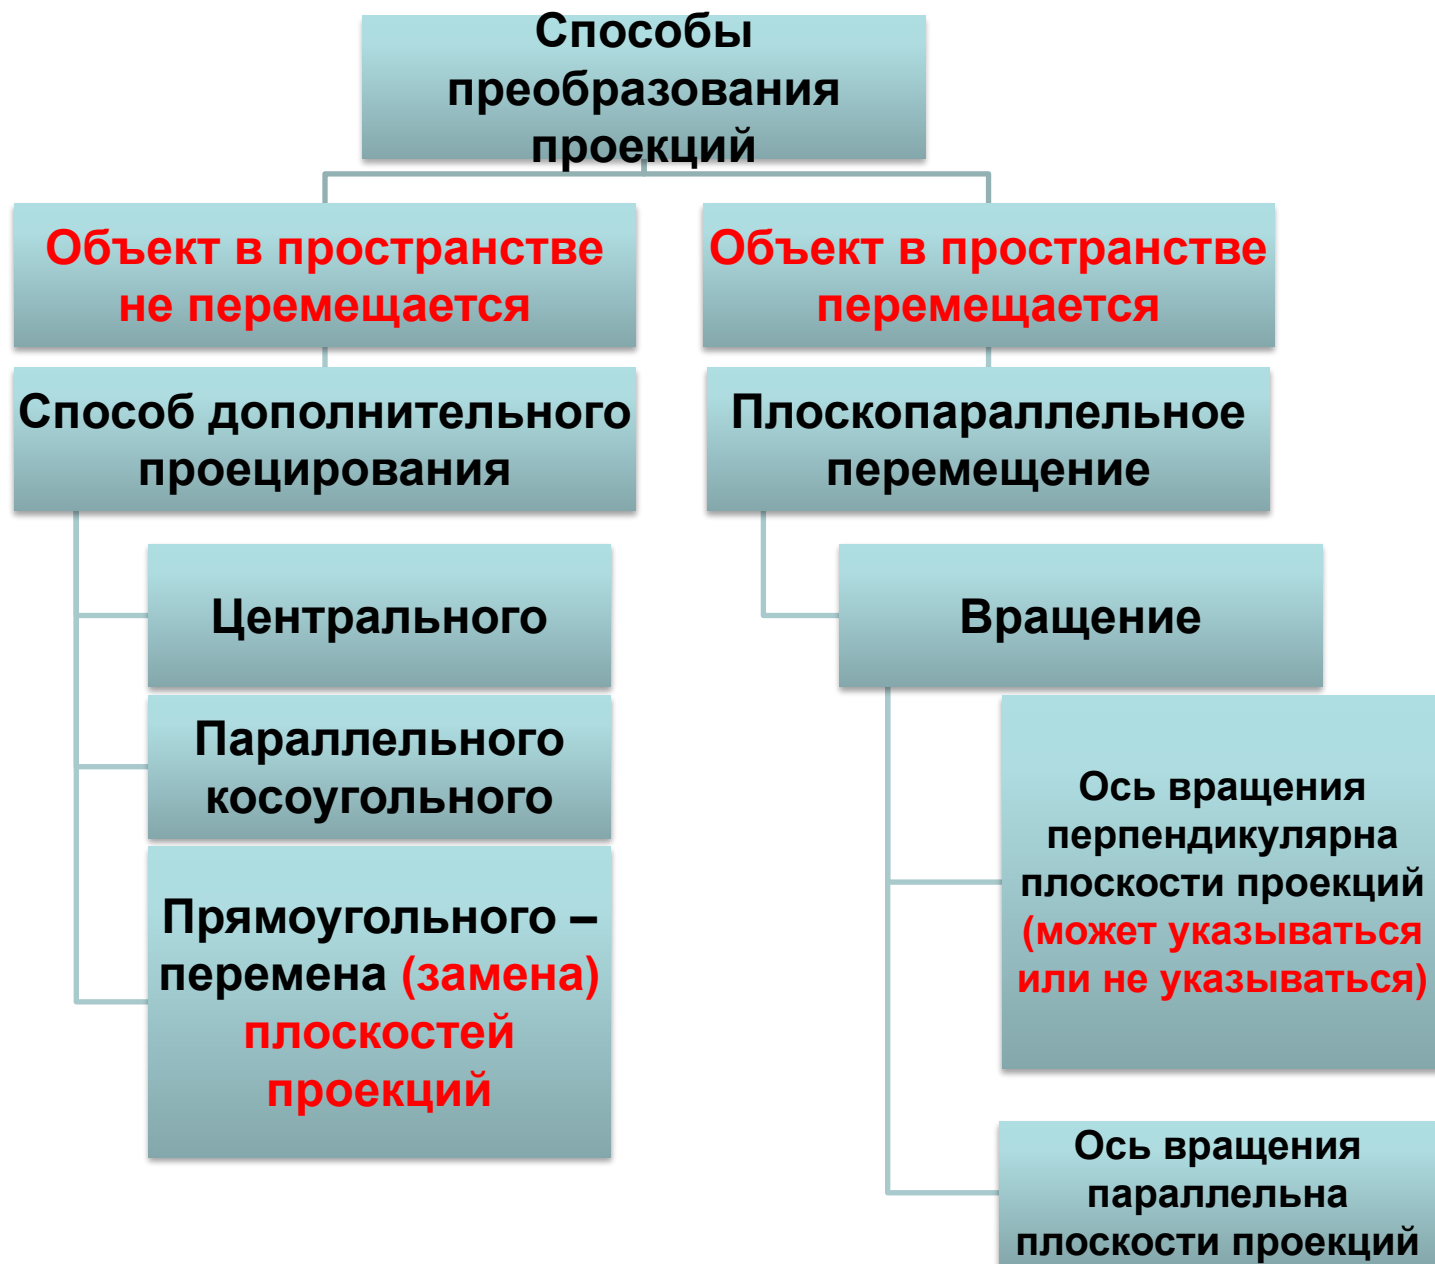 Способы
преобразования
проекций
Объект в пространстве
не перемещается
Объект в пространстве
перемещается
Способ дополнительного
проецирования
Плоскопараллельное
перемещение
Центрального
Вращение
Параллельного
косоугольного
Прямоугольного –
перемена (замена)
плоскостей
проекций
Ось вращения
перпендикулярна
плоскости проекций
(может указываться
или не указываться)
Ось вращения
параллельна
плоскости проекций